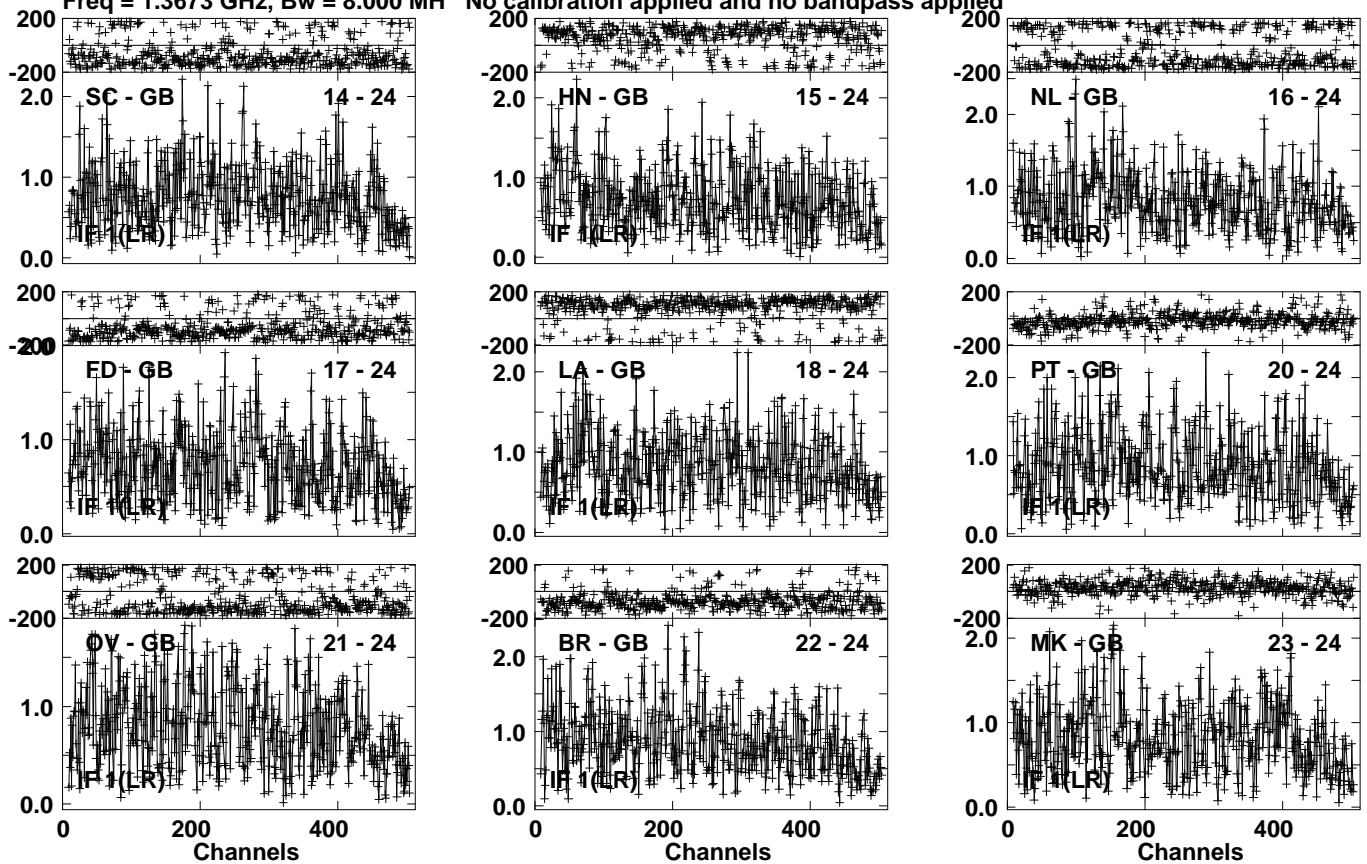 Freq = 1.3673 GHz, Bw = 8.000 MH No calibration applied and no bandpass applied
200 200 200
-200 -200 -200
SC - GB 14 - 24 HN - GB 15 - 24 NL - GB 16 - 24
2.0 2.0 2.0
1.0 1.0 1.0
IF 1(LR) IF 1(LR) IF 1(LR)
0.0 0.0 0.0
200 200 200
-200 -200 -200
2.0
FD - GB 17 - 24 LA - GB 18 - 24 PT - GB 20 - 24
2.0 2.0
1.0 1.0 1.0
IF 1(LR) IF 1(LR) IF 1(LR)
0.0 0.0 0.0
200 200 200
-200 -200 -200
OV - GB 21 - 24 BR - GB 22 - 24 MK - GB 23 - 24
2.0 2.0
1.0 1.0 1.0
IF 1(LR) IF 1(LR) IF 1(LR)
0.0 0.0 0.0
0 200 400 0 200 400 0 200 400
Channels Channels Channels